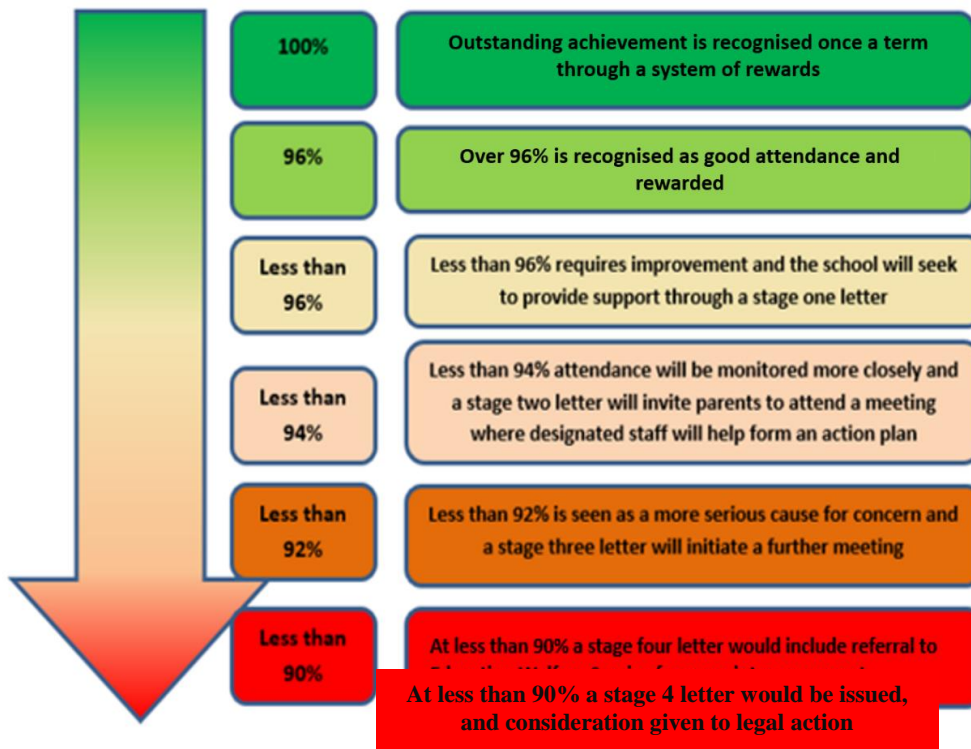 100%
Outstanding achievement is recognised once a term
through a system of rewards
96%
Over 96% is recognised as good attendance and
rewarded
Less than
96%
Less than 96% requires improvement and the school will seek
to provide support through a stage one letter
Less than
94%
Less than 94% attendance will be monitored more closely and
a stage two letter will invite parents to attend a meeting
where designated staff will help form an action plan
Less than
92%
Less than 92% is seen as a more serious cause for concern and
a stage three letter will initiate a further meeting
Less than
90%
At less than 90% a stage four letter would include referral to
At less than 90% a stage 4 letter would be issued,
and consideration given to legal action